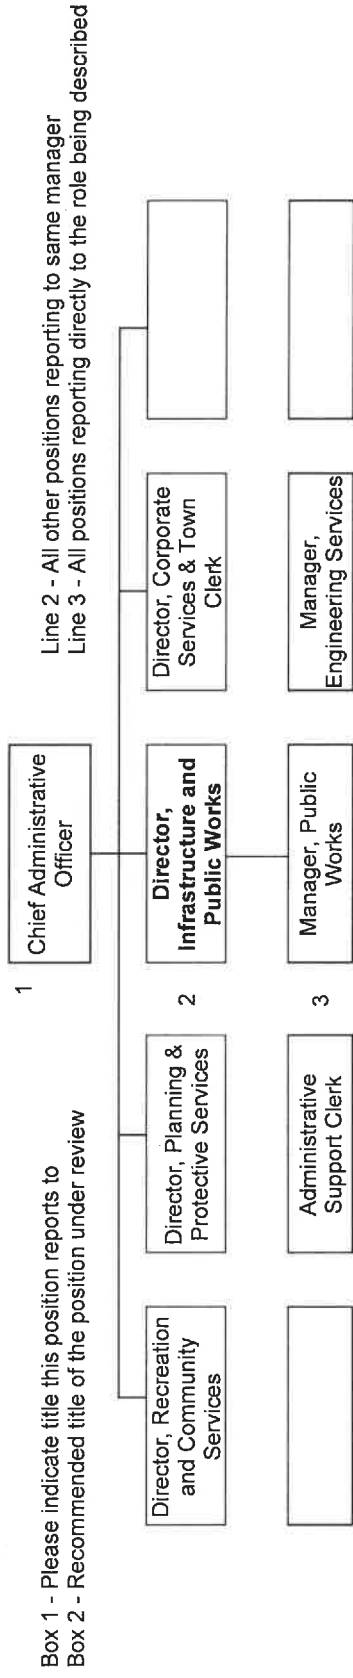 Box 1 - Please indicate title this position reports to
Box 2 - Recommended title of the position under review
Line 2 - All other positions reporting to same manager
Line 3 - All positions reporting directly to the role being described
1
Chief Administrative
Officer
2
Director, Recreation
and Community
Services
Director, Planning &
Protective Services
Director,
Infrastructure and
Public Works
Director, Corporate
Services & Town
Clerk
3
Administrative
Support Clerk
Manager, Public
Works
Manager,
Engineering Services